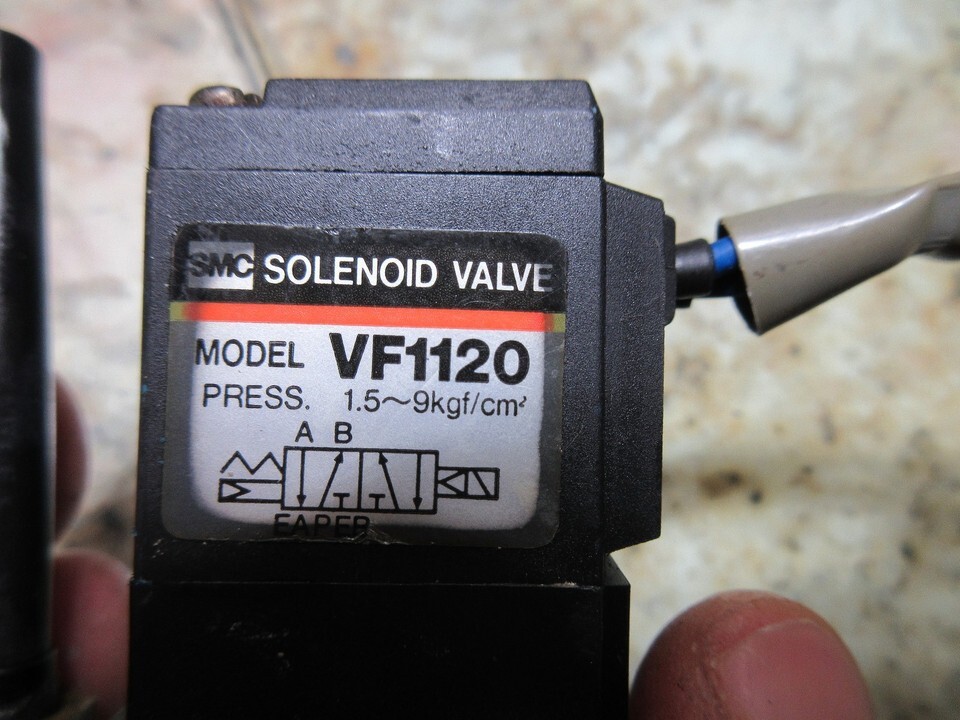 SMC SOLENOID VALVE
MODEL VF1120
PRESS. 1.5~9kgf/cm²
A B
EAPEB